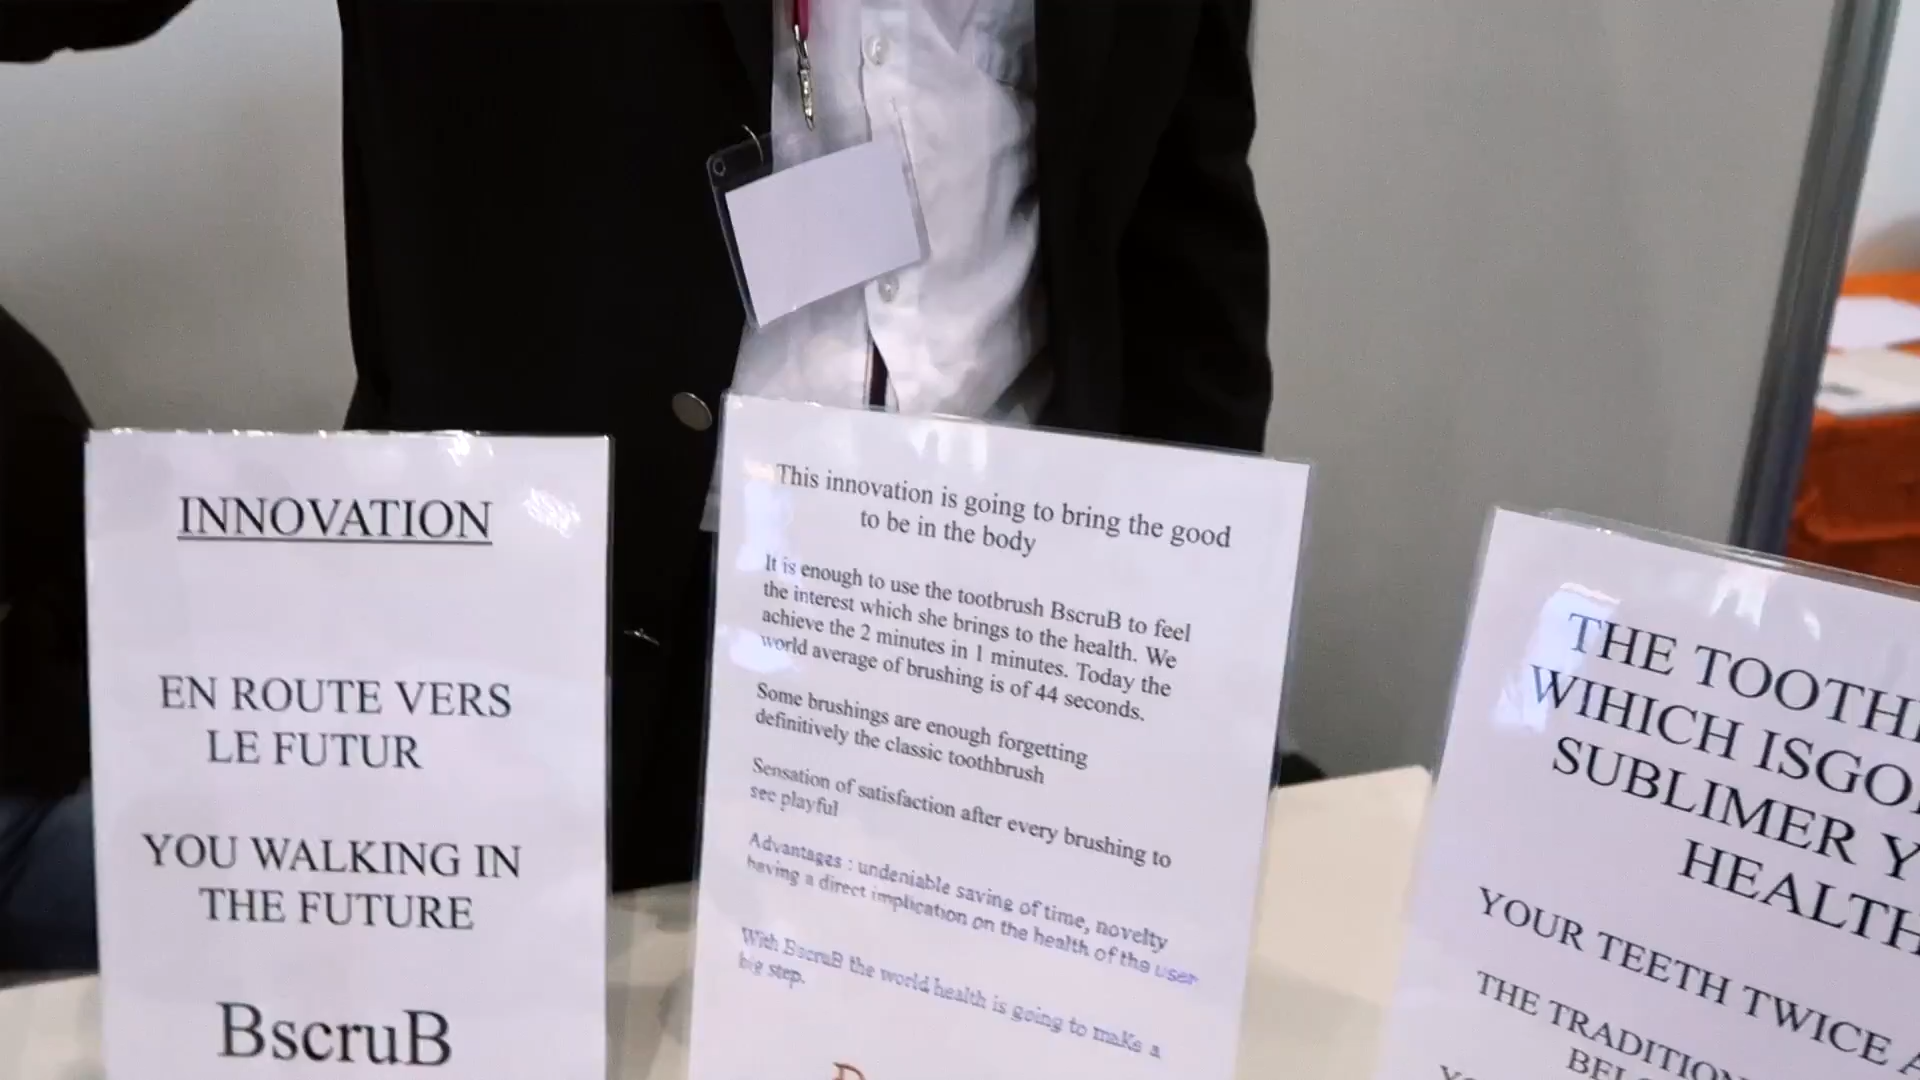 INNOVATION
EN ROUTE VERS
LE FUTUR
YOU WALKING IN
THE FUTURE
BscruB
This innovation is going to bring the good
to be in the body
It is enough to use the tootbrush BscruB to feel
the interest which she brings to the health. We
achieve the 2 minutes in 1 minutes. Today the
world average of brushing is of 44 seconds.
Some brushings are enough forgetting
definitively the classic toothbrush
Sensation of satisfaction after every brushing to
see playful
Advantages : undeniable saving of time, novelty
having a direct implication on the health of the user
With BscruB the world health is going to make a
big step.
THE TOOTH
WIHICH ISGO
SUBLIMER Y
HEALTH
YOUR TEETH TWICE A
THE TRADITION